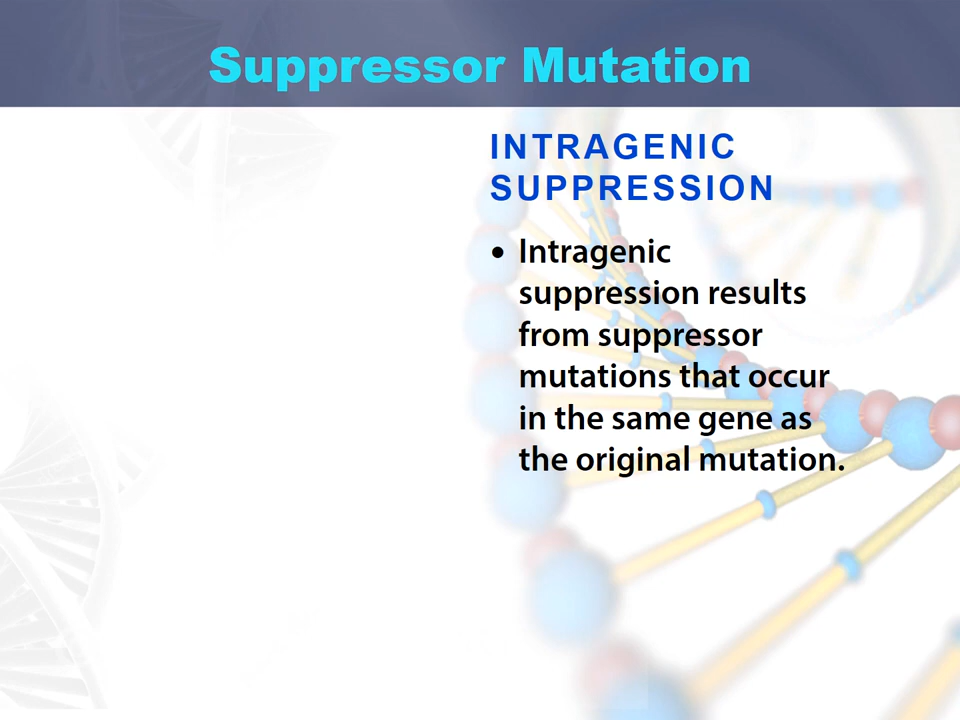 Suppressor Mutation
INTRAGENIC
SUPPRESSION
• Intragenic
suppression results
from suppressor
mutations that occur
in the same gene as
the original mutation.